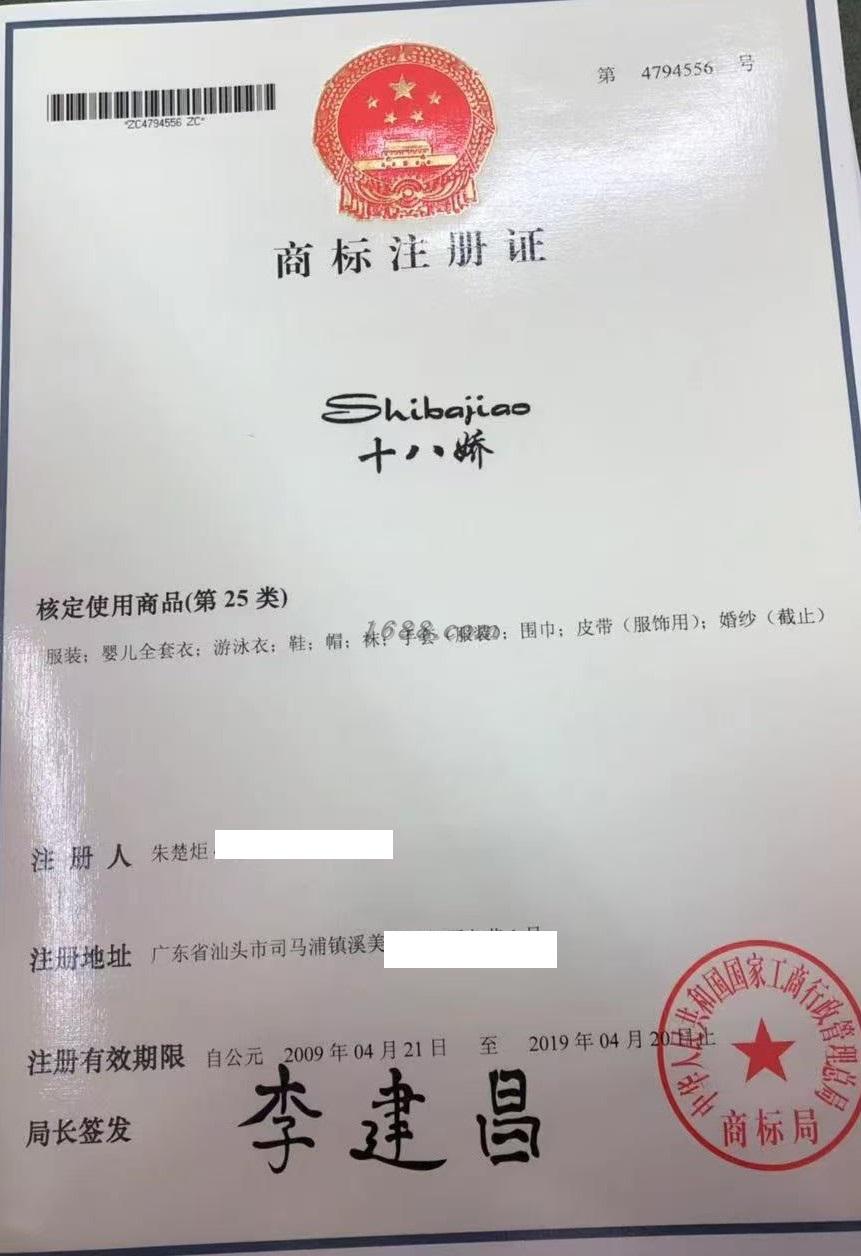 第 4794556 号
*ZC4794556 ZC*
商标注册证
Shibajiao
十八娇
核定使用商品(第 25 类)
服装；婴儿全套衣；游泳衣；鞋；帽；袜；手套（服装）；围巾；皮带（服饰用）；婚纱（截止）
1688.com
注册人 朱楚炬
注册地址 广东省汕头市司马浦镇溪美
注册有效期限 自公元 2009 年 04 月 21 日 至 2019 年 04 月 20 日止
局长签发 李建昌
中华人民共和国国家工商行政管理总局
商标局